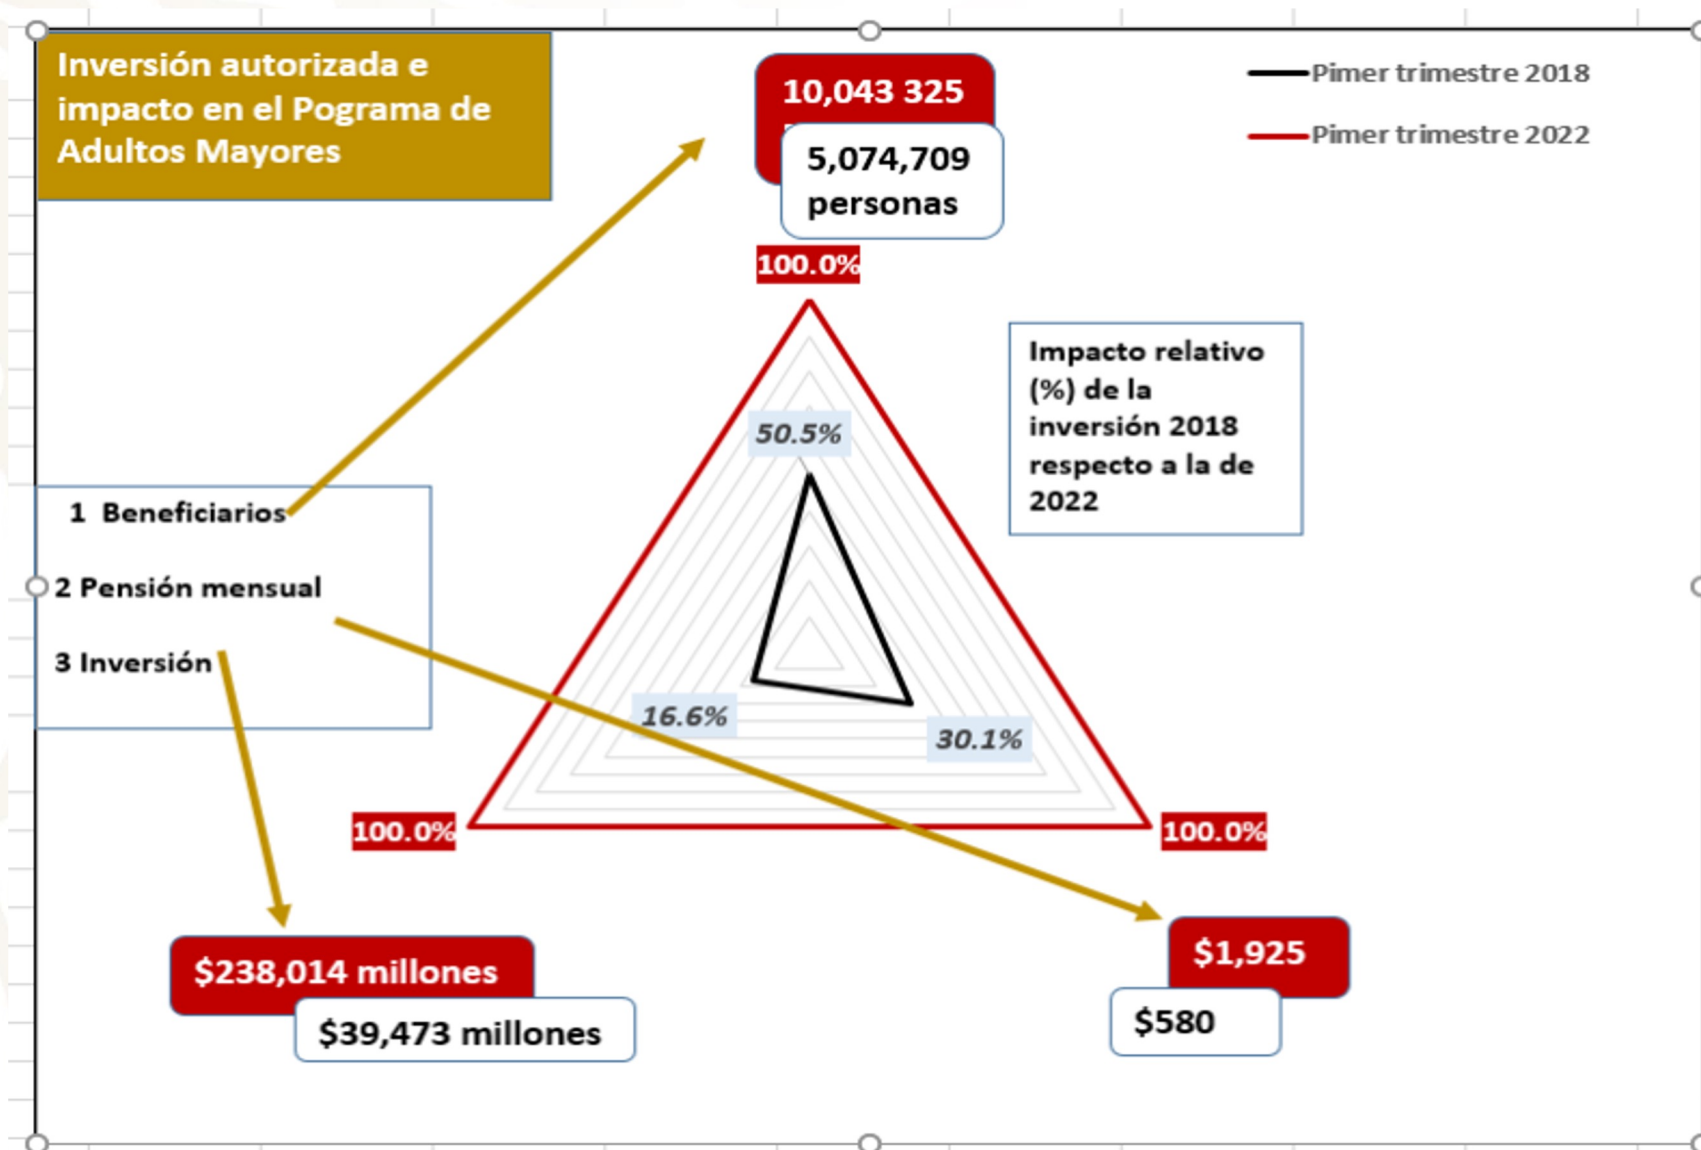 Inversión autorizada e
impacto en el Pograma de
Adultos Mayores
10,043 325
5,074,709
personas
Pimer trimestre 2018
Pimer trimestre 2022
100.0%
Impacto relativo
(%) de la
inversión 2018
respecto a la de
2022
50.5%
1 Beneficiarios
2 Pensión mensual
3 Inversión
16.6%
30.1%
100.0%
100.0%
$238,014 millones
$39,473 millones
$1,925
$580